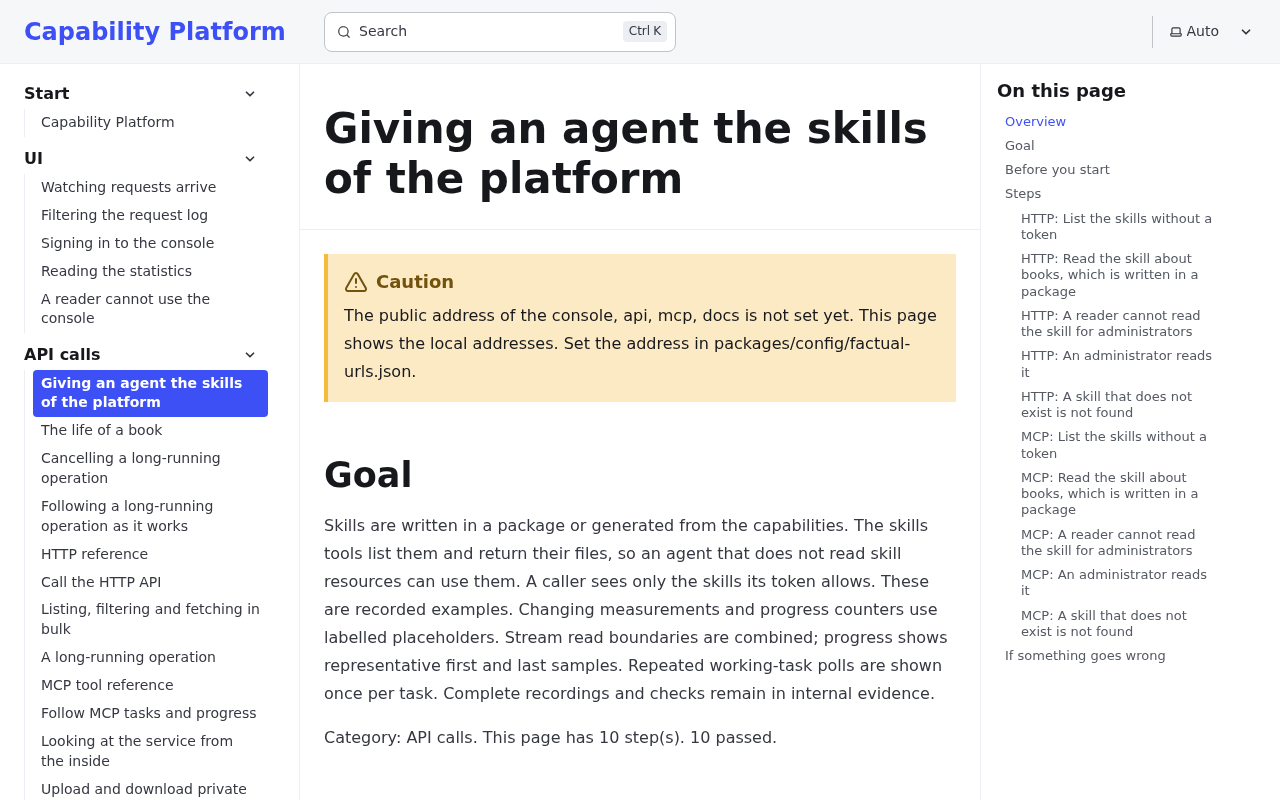 Capability Platform
Search
Ctrl K
Auto
Start
Capability Platform
UI
Watching requests arrive
Filtering the request log
Signing in to the console
Reading the statistics
A reader cannot use the
console
API calls
Giving an agent the skills
of the platform
The life of a book
Cancelling a long-running
operation
Following a long-running
operation as it works
HTTP reference
Call the HTTP API
Listing, filtering and fetching in
bulk
A long-running operation
MCP tool reference
Follow MCP tasks and progress
Looking at the service from
the inside
Upload and download private
Giving an agent the skills
of the platform
Caution
The public address of the console, api, mcp, docs is not set yet. This page
shows the local addresses. Set the address in packages/config/factual-
urls.json.
Goal
Skills are written in a package or generated from the capabilities. The skills
tools list them and return their files, so an agent that does not read skill
resources can use them. A caller sees only the skills its token allows. These
are recorded examples. Changing measurements and progress counters use
labelled placeholders. Stream read boundaries are combined; progress shows
representative first and last samples. Repeated working-task polls are shown
once per task. Complete recordings and checks remain in internal evidence.
Category: API calls. This page has 10 step(s). 10 passed.
On this page
Overview
Goal
Before you start
Steps
HTTP: List the skills without a
token
HTTP: Read the skill about
books, which is written in a
package
HTTP: A reader cannot read
the skill for administrators
HTTP: An administrator reads
it
HTTP: A skill that does not
exist is not found
MCP: List the skills without a
token
MCP: Read the skill about
books, which is written in a
package
MCP: A reader cannot read
the skill for administrators
MCP: An administrator reads
it
MCP: A skill that does not
exist is not found
If something goes wrong